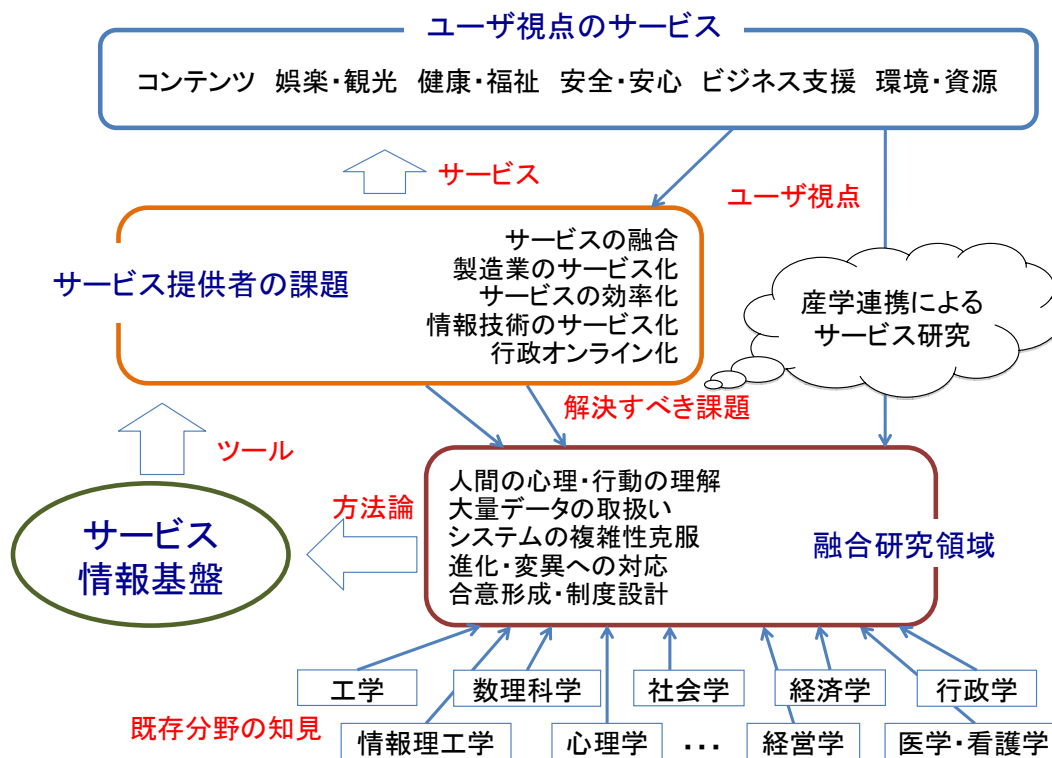 ユーザ視点のサービス
コンテンツ 娯楽・観光 健康・福祉 安全・安心 ビジネス支援 環境・資源
サービス
ユーザ視点
サービス提供者の課題
サービスの融合
製造業のサービス化
サービスの効率化
情報技術のサービス化
行政オンライン化
産学連携による
サービス研究
解決すべき課題
ツール
方法論
サービス
情報基盤
人間の心理・行動の理解
大量データの取扱い
システムの複雑性克服
進化・変異への対応
合意形成・制度設計
融合研究領域
工学 数理科学 社会学 経済学 行政学
既存分野の知見
情報理工学 心理学 ・・・ 経営学 医学・看護学